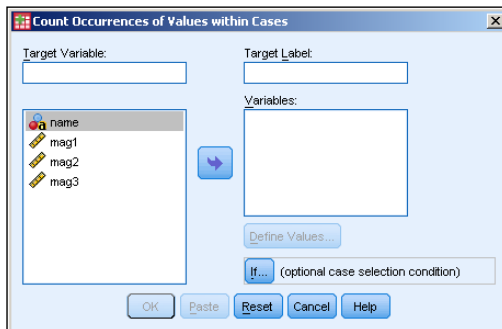 Count Occurrences of Values within Cases
Target Variable:
Target Label:
name
mag1
mag2
mag3
Variables:
Define Values...
If... (optional case selection condition)
OK Paste Reset Cancel Help